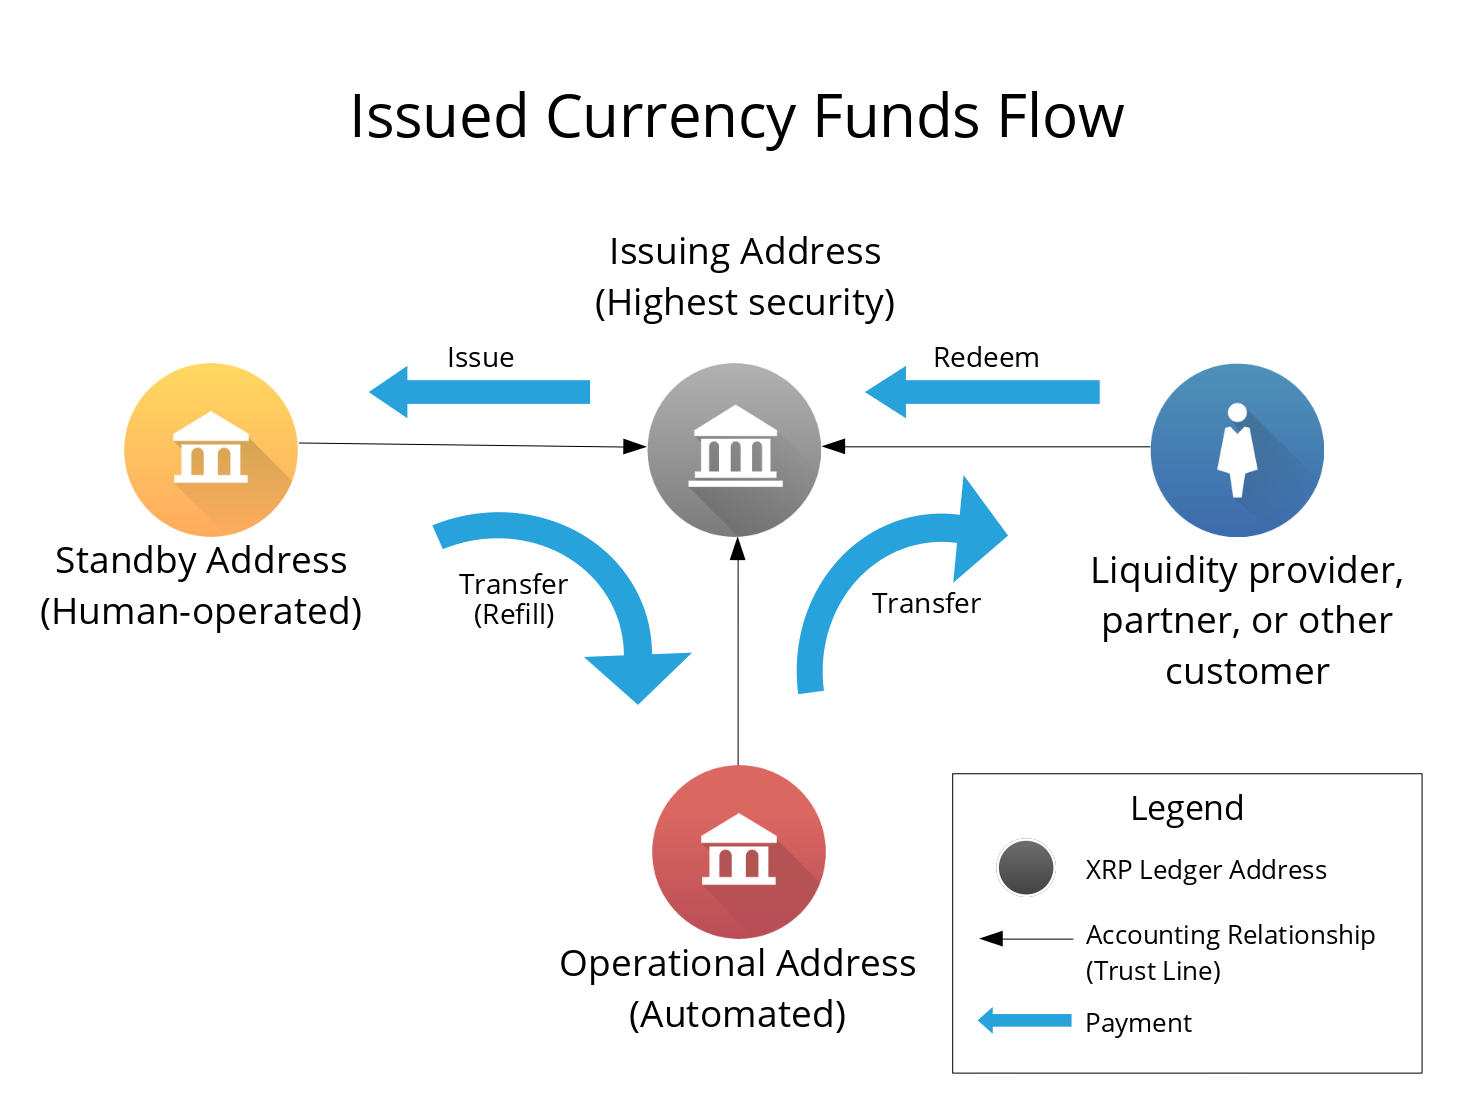 Issued Currency Funds Flow
Issuing Address
(Highest security)
Issue
Redeem
Standby Address
(Human-operated)
Transfer
(Refill)
Transfer
Liquidity provider,
partner, or other
customer
Operational Address
(Automated)
Legend
XRP Ledger Address
Accounting Relationship
(Trust Line)
Payment